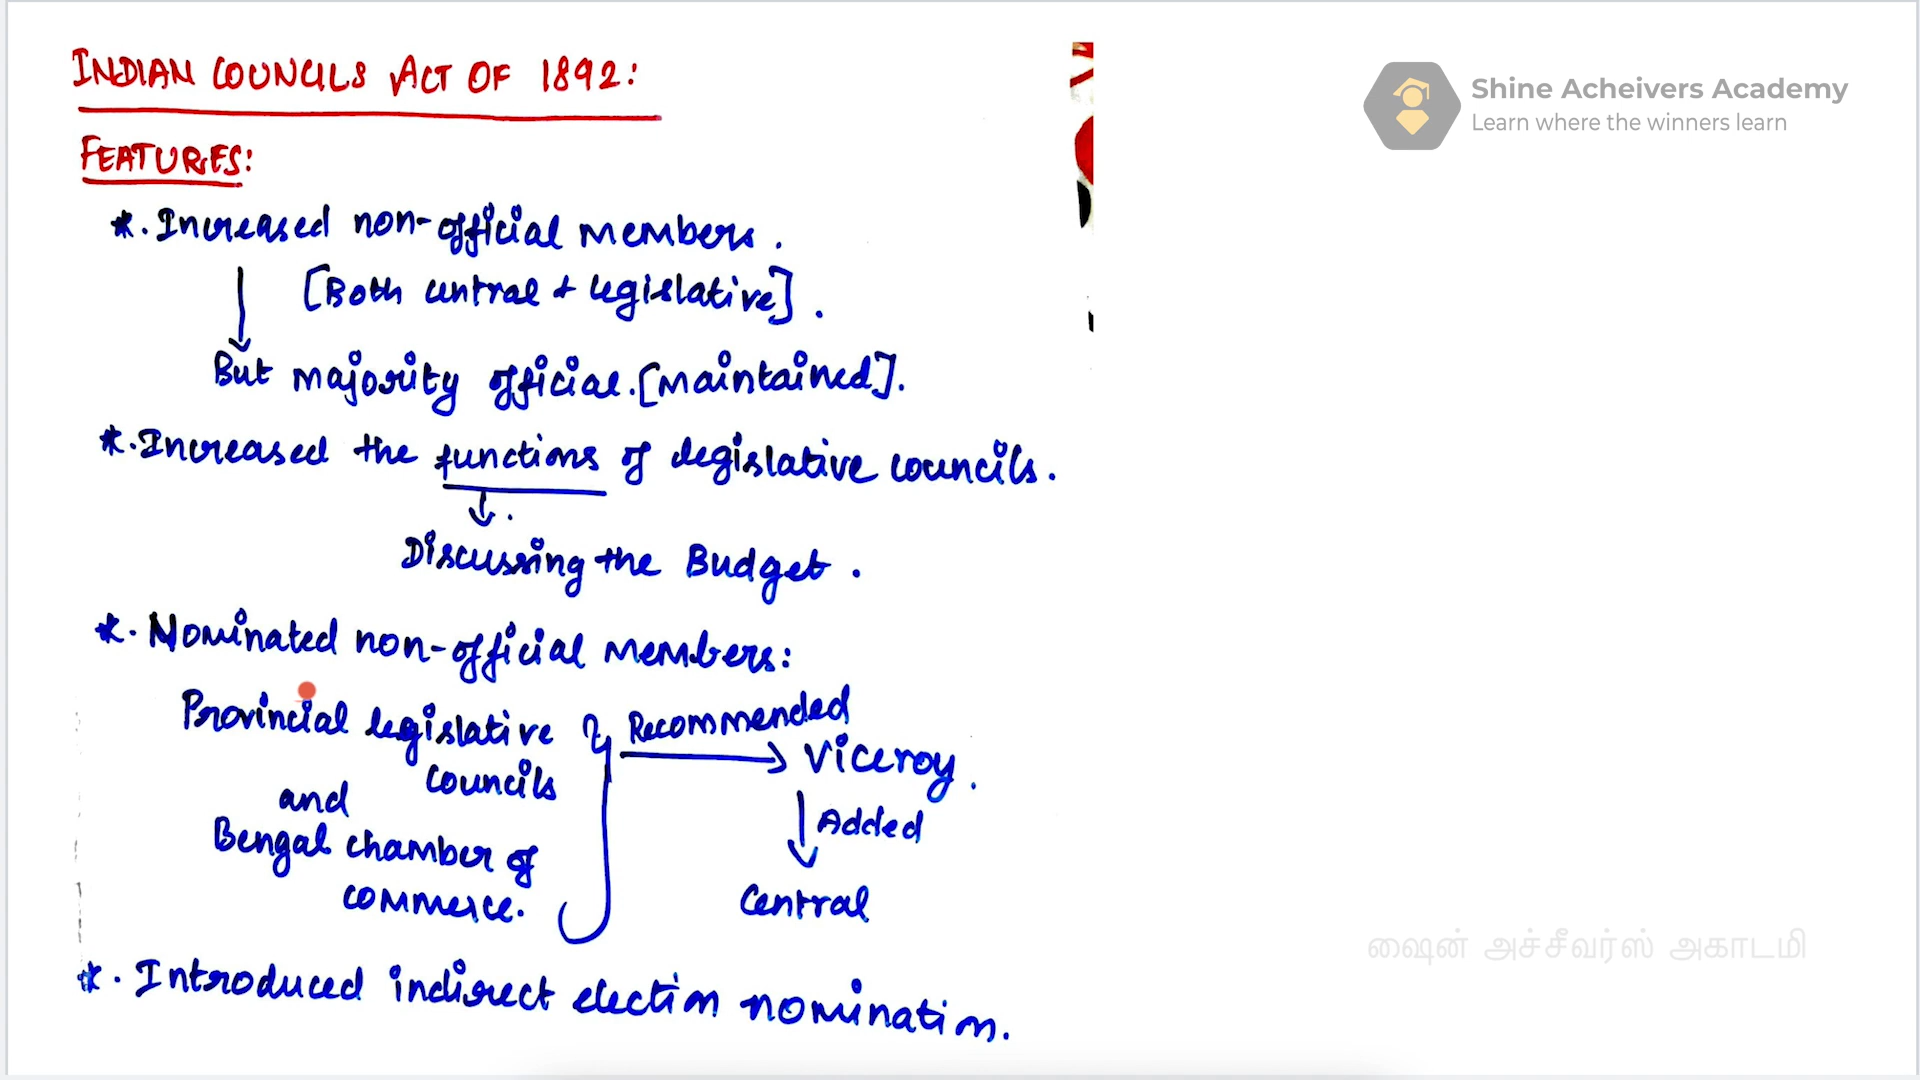 INDIAN COUNCILS ACT OF 1892:
FEATURES:
*. Increased non-official members.
[Both central + legislative].
But majority official. [maintained].
*. Increased the functions of legislative councils.
Discussing the Budget.
*. Nominated non-official members:
Provincial legislative councils
and
Bengal chamber of commerce.
Recommended
Viceroy.
Added
Central
*. Introduced indirect election nomination.
Shine Acheivers Academy
Learn where the winners learn
ஷைன் அச்சீவர்ஸ் அகாடமி